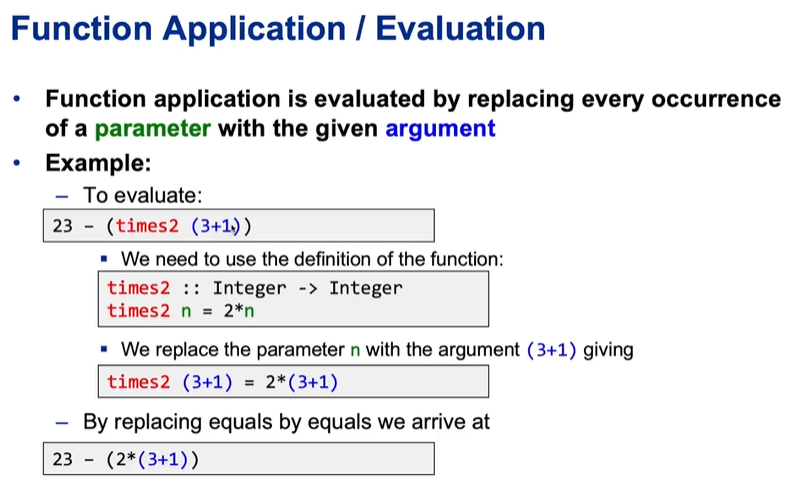 Function Application / Evaluation
• Function application is evaluated by replacing every occurrence
of a parameter with the given argument
• Example:
– To evaluate:
23 - (times2 (3+1))
▪ We need to use the definition of the function:
times2 :: Integer -> Integer
times2 n = 2*n
▪ We replace the parameter n with the argument (3+1) giving
times2 (3+1) = 2*(3+1)
– By replacing equals by equals we arrive at
23 - (2*(3+1))